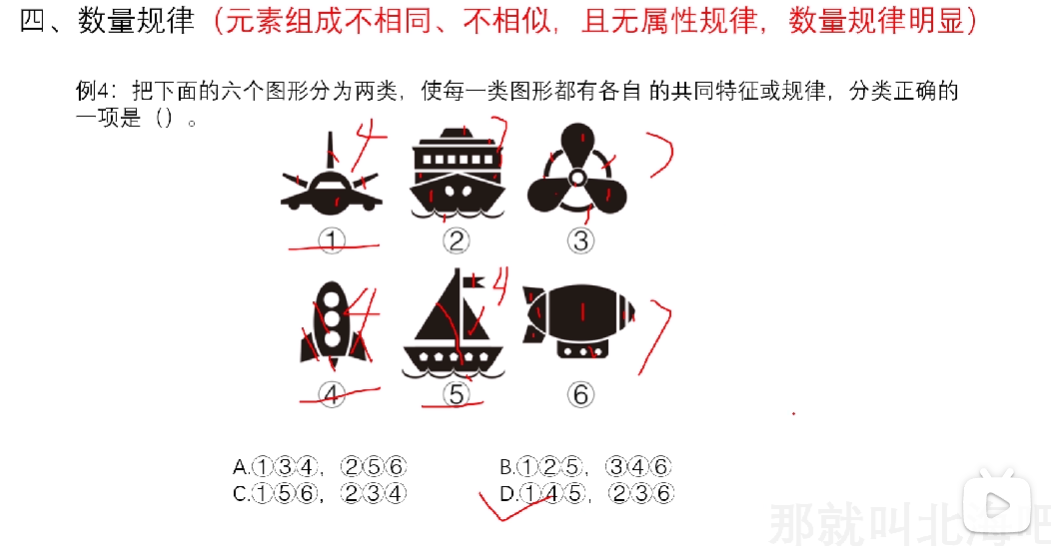 四、数量规律（元素组成不相同、不相似，且无属性规律，数量规律明显）
例4：把下面的六个图形分为两类，使每一类图形都有各自 的共同特征或规律，分类正确的
一项是（）。
4 7 7
① ② ③
4 4 7
④ ⑤ ⑥
A.①③④，②⑤⑥ B.①②⑤，③④⑥
C.①⑤⑥，②③④ D.①④⑤，②③⑥
那就叫北海吧